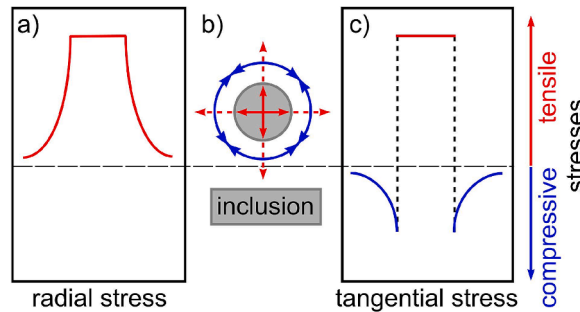 a)
b)
c)
inclusion
radial stress
tangential stress
tensile
compressive
stresses